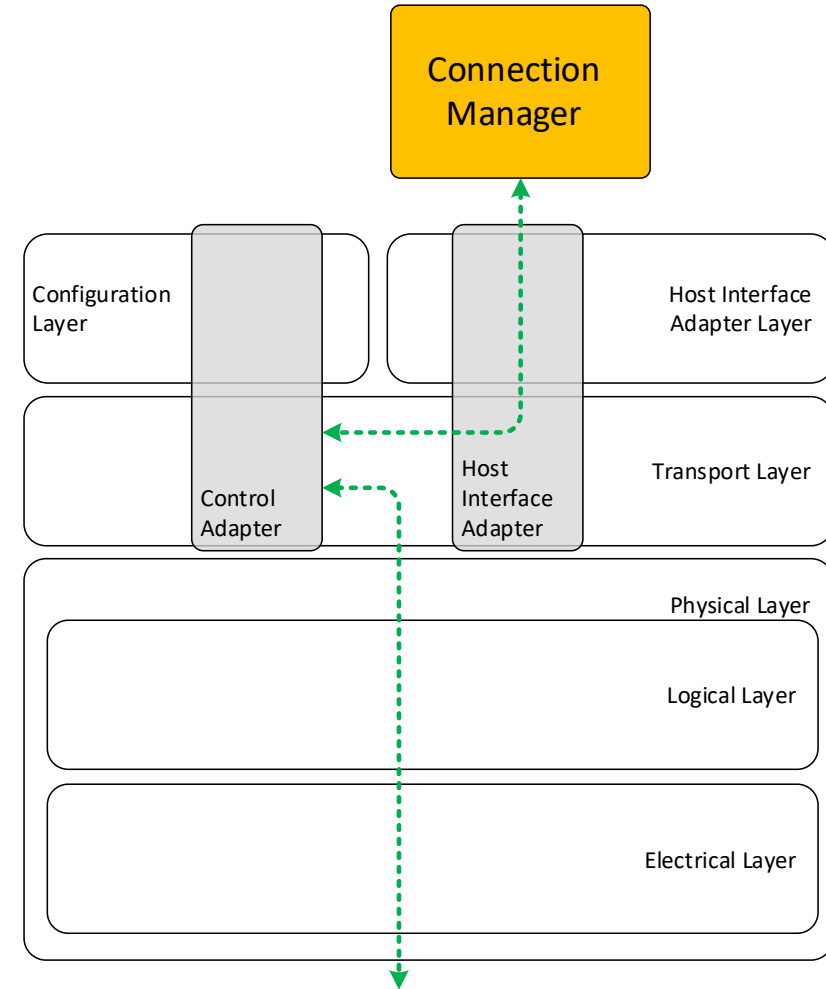 Connection
Manager
Configuration
Layer
Host Interface
Adapter Layer
Control
Adapter
Host
Interface
Adapter
Transport Layer
Physical Layer
Logical Layer
Electrical Layer